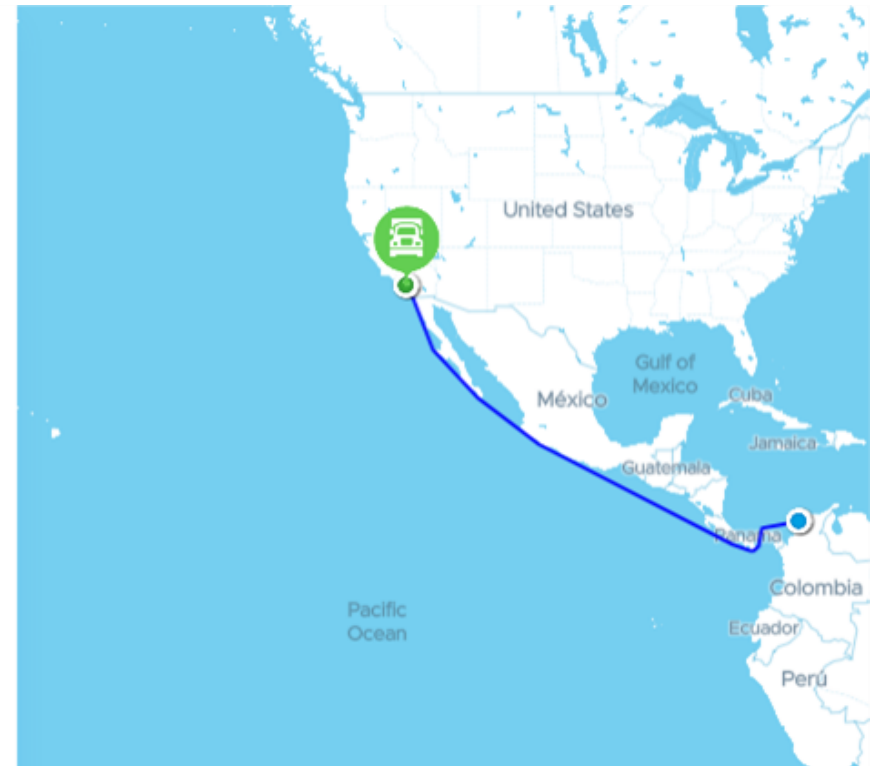 United States
Gulf of
Mexico
México
Cuba
Jamaica
Guatemala
Panama
Colombia
Pacific
Ocean
Ecuador
Perú